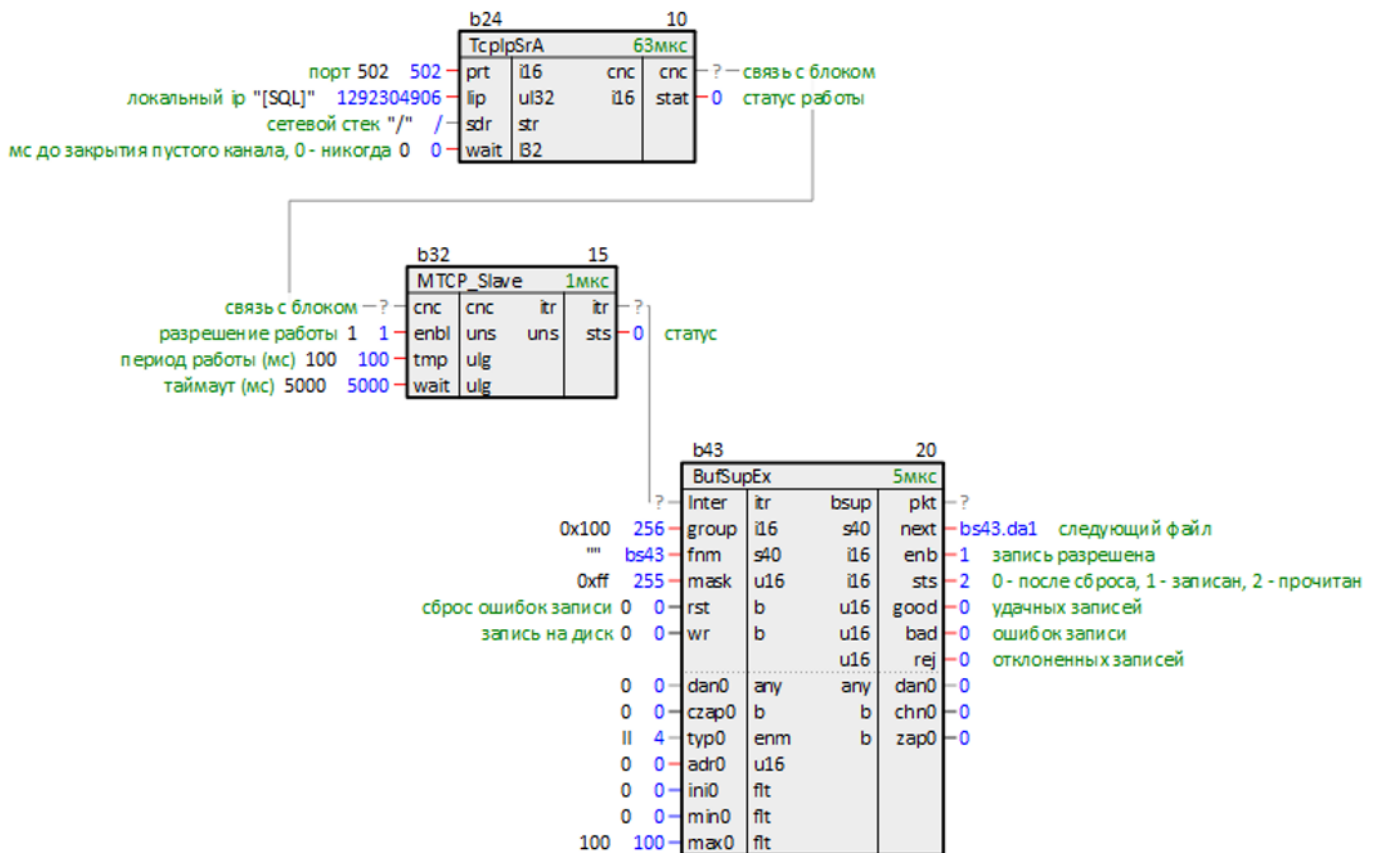 b24 10
TcpIpSrA 63мкс
порт 502 502 prt i16 cnc cnc ? связь с блоком
локальный ip "[SQL]" 1292304906 lip ul32 i16 stat 0 статус работы
сетевой стек "/" / sdr str
мс до закрытия пустого канала, 0 - никогда 0 0 wait l32
b32 15
MTCP_Slave 1мкс
связь с блоком ? cnc cnc itr itr ?
разрешение работы 1 1 enbl uns uns sts 0 статус
период работы (мс) 100 100 tmp ulg
таймаут (мс) 5000 5000 wait ulg
b43 20
BufSupEx 5мкс
? Inter itr bsup pkt ?
0x100 256 group i16 s40 next bs43.da1 следующий файл
"" bs43 fnm s40 i16 enb 1 запись разрешена
0xff 255 mask u16 i16 sts 2 0 - после сброса, 1 - записан, 2 - прочитан
сброс ошибок записи 0 0 rst b u16 good 0 удачных записей
запись на диск 0 0 wr b u16 bad 0 ошибок записи
u16 rej 0 отклоненных записей
0 0 dan0 any any dan0 0
0 0 czap0 b b chn0 0
II 4 typ0 enm b zap0 0
0 0 adr0 u16
0 0 ini0 flt
0 0 min0 flt
100 100 max0 flt